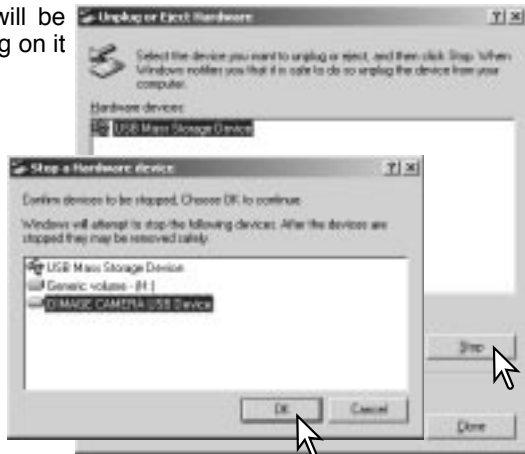 will be
g on it
Unplug or Eject Hardware
Select the device you want to unplug or eject, and then click Stop. When
Windows notifies you that it is safe to do so unplug the device from your
computer.
Hardware devices:
USB Mass Storage Device
Stop a Hardware device
Confirm devices to be stopped, Choose OK to continue.
Windows will attempt to stop the following devices. After the devices are
stopped they may be removed safely.
USB Mass Storage Device
Generic volume - (H:)
DIMAGE CAMERA USB Device
Stop
OK
Cancel
Close